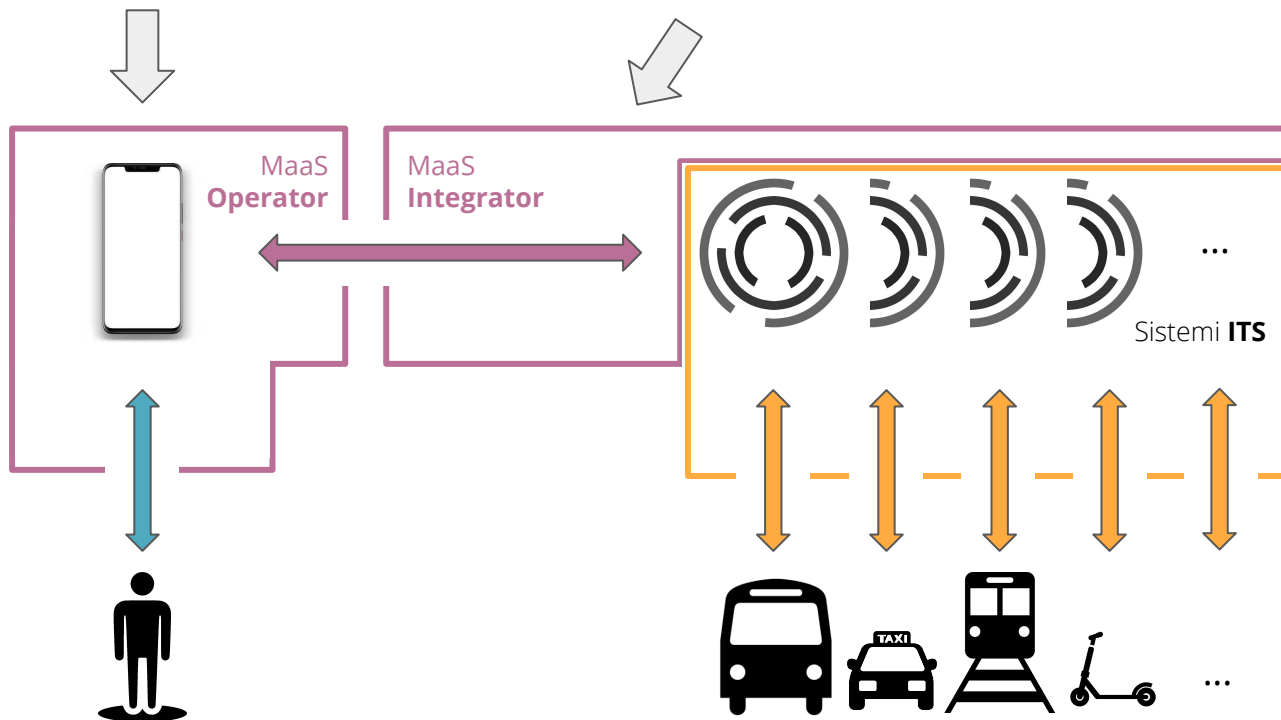 MaaS
Operator
MaaS
Integrator
...
Sistemi ITS
TAXI
...